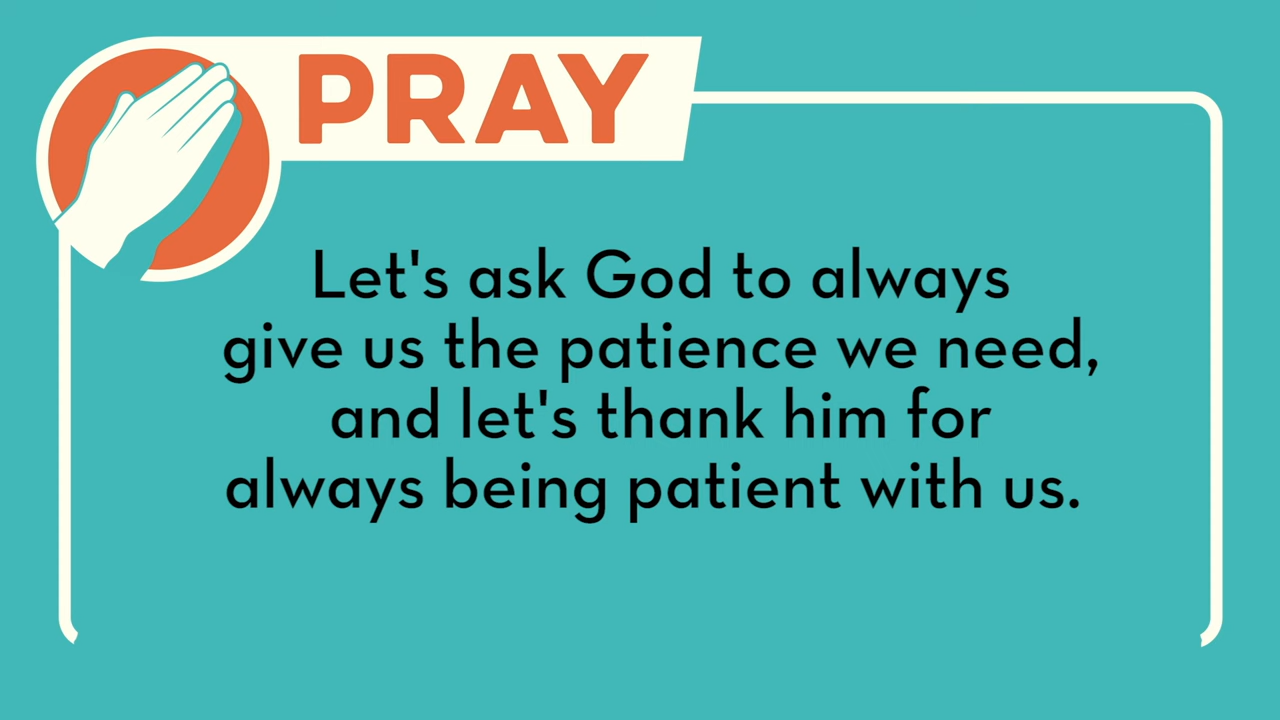 PRAY
Let's ask God to always
give us the patience we need,
and let's thank him for
always being patient with us.